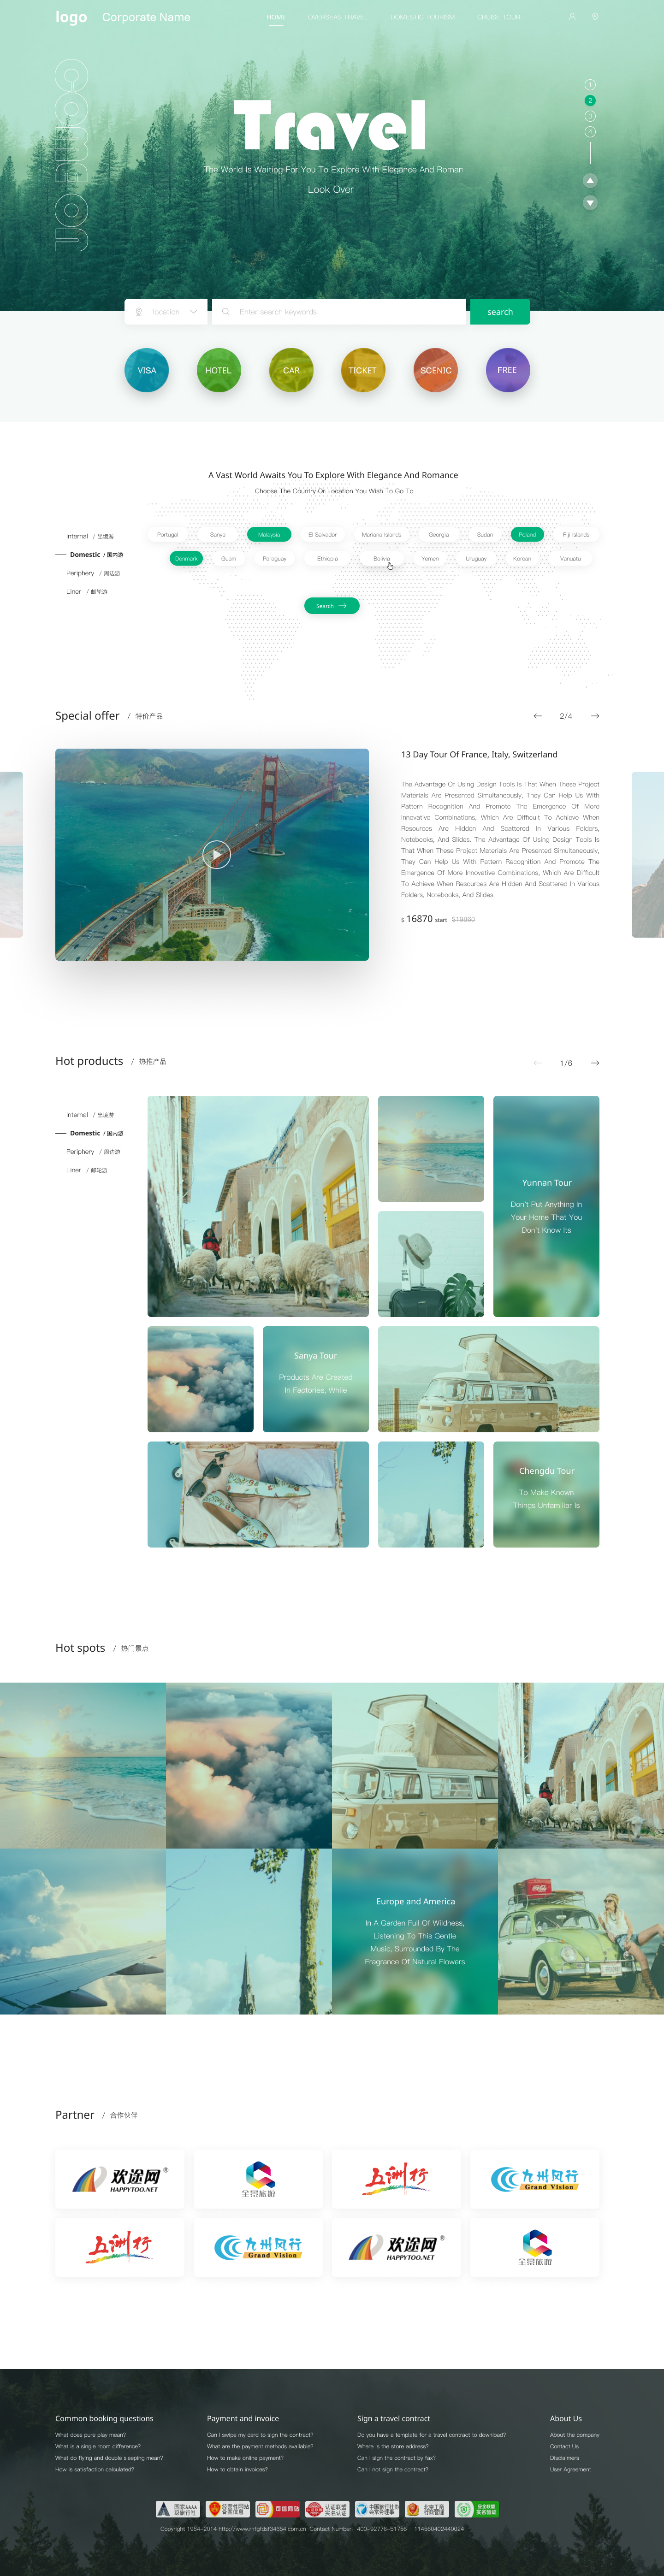 logo
Corporate Name
HOME
OVERSEAS TRAVEL
DOMESTIC TOURISM
CRUISE TOUR
1
2
3
4
Travel
The World Is Waiting For You To Explore With Elegance And Roman
Look Over
location
Enter search keywords
search
VISA
HOTEL
CAR
TICKET
SCENIC
FREE
A Vast World Awaits You To Explore With Elegance And Romance
Choose The Country Or Location You Wish To Go To
Internal / 出境游
Domestic / 国内游
Periphery / 周边游
Liner / 邮轮游
Portugal
Sanya
Malaysia
El Salvador
Mariana Islands
Georgia
Sudan
Poland
Fiji Islands
Denmark
Guam
Paraguay
Ethiopia
Bolivia
Yemen
Uruguay
Korean
Vanuatu
Search
Special offer / 特价产品
2/4
13 Day Tour Of France, Italy, Switzerland
The Advantage Of Using Design Tools Is That When These Project
Materials Are Presented Simultaneously, They Can Help Us With
Pattern Recognition And Promote The Emergence Of More
Innovative Combinations, Which Are Difficult To Achieve When
Resources Are Hidden And Scattered In Various Folders,
Notebooks, And Slides. The Advantage Of Using Design Tools Is
That When These Project Materials Are Presented Simultaneously,
They Can Help Us With Pattern Recognition And Promote The
Emergence Of More Innovative Combinations, Which Are Difficult
To Achieve When Resources Are Hidden And Scattered In Various
Folders, Notebooks, And Slides
$ 16870 start $19860
Hot products / 热推产品
1/6
Internal / 出境游
Domestic / 国内游
Periphery / 周边游
Liner / 邮轮游
Yunnan Tour
Don't Put Anything In
Your Home That You
Don't Know Its
Sanya Tour
Products Are Created
In Factories, While
Chengdu Tour
To Make Known
Things Unfamiliar Is
Hot spots / 热门景点
Europe and America
In A Garden Full Of Wildness,
Listening To This Gentle
Music, Surrounded By The
Fragrance Of Natural Flowers
Partner / 合作伙伴
欢途网®
HAPPYTOO.NET
全景旅游
五洲行
九州风行
Grand Vision
五洲行
九州风行
Grand Vision
欢途网®
HAPPYTOO.NET
全景旅游
Common booking questions
What does pure play mean?
What is a single room difference?
What do flying and double sleeping mean?
How is satisfaction calculated?
Payment and invoice
Can I swipe my card to sign the contract?
What are the payment methods available?
How to make online payment?
How to obtain invoices?
Sign a travel contract
Do you have a template for a travel contract to download?
Where is the store address?
Can I sign the contract by fax?
Can I not sign the contract?
About Us
About the company
Contact Us
Disclaimers
User Agreement